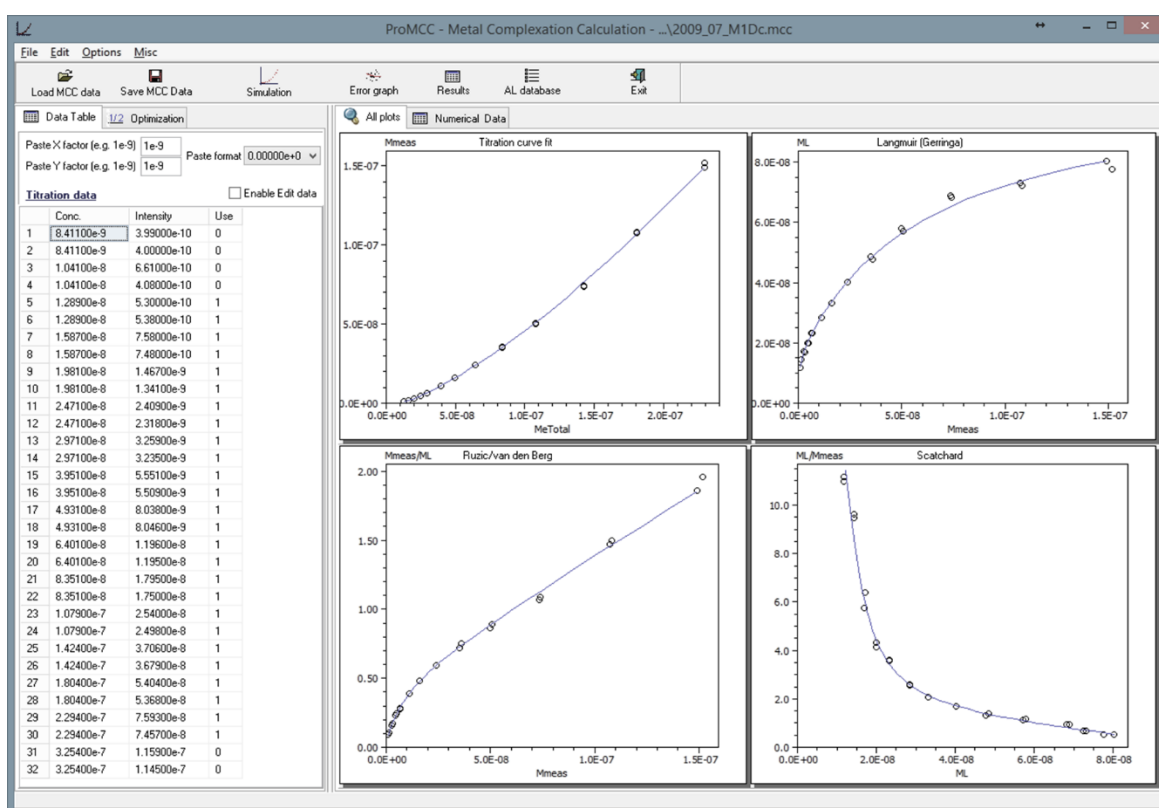 ProMCC - Metal Complexation Calculation - ...\2009_07_M1Dc.mcc
File Edit Options Misc
Load MCC data Save MCC Data Simulation Error graph Results AL database Exit
Data Table 1/2 Optimization
All plots Numerical Data
Paste X factor (e.g. 1e-9) 1e-9
Paste Y factor (e.g. 1e-9) 1e-9
Paste format 0.00000e+0
Titration data Enable Edit data
Conc. Intensity Use
1 8.41100e-9 3.99000e-10 0
2 8.41100e-9 4.00000e-10 0
3 1.04100e-8 6.61000e-10 0
4 1.04100e-8 4.08000e-10 0
5 1.28900e-8 5.30000e-10 1
6 1.28900e-8 5.38000e-10 1
7 1.58700e-8 7.58000e-10 1
8 1.58700e-8 7.48000e-10 1
9 1.98100e-8 1.46700e-9 1
10 1.98100e-8 1.34100e-9 1
11 2.47100e-8 2.40900e-9 1
12 2.47100e-8 2.31800e-9 1
13 2.97100e-8 3.25900e-9 1
14 2.97100e-8 3.23500e-9 1
15 3.95100e-8 5.55100e-9 1
16 3.95100e-8 5.50900e-9 1
17 4.93100e-8 8.03800e-9 1
18 4.93100e-8 8.04600e-9 1
19 6.40100e-8 1.19600e-8 1
20 6.40100e-8 1.19500e-8 1
21 8.35100e-8 1.79500e-8 1
22 8.35100e-8 1.75000e-8 1
23 1.07900e-7 2.54000e-8 1
24 1.07900e-7 2.49800e-8 1
25 1.42400e-7 3.70600e-8 1
26 1.42400e-7 3.67900e-8 1
27 1.80400e-7 5.40400e-8 1
28 1.80400e-7 5.36800e-8 1
29 2.29400e-7 7.59300e-8 1
30 2.29400e-7 7.45700e-8 1
31 3.25400e-7 1.15900e-7 0
32 3.25400e-7 1.14500e-7 0
Mmeas Titration curve fit
1.5E-07
1.0E-07
5.0E-08
0.0E+00
0.0E+00 5.0E-08 1.0E-07 1.5E-07 2.0E-07
MeTotal
ML Langmuir (Gerringa)
8.0E-08
6.0E-08
4.0E-08
2.0E-08
0.0E+00
0.0E+00 5.0E-08 1.0E-07 1.5E-07
Mmeas
Mmeas/ML Ruzic/van den Berg
2.00
1.50
1.00
0.50
0.00
0.0E+00 5.0E-08 1.0E-07 1.5E-07
Mmeas
ML/Mmeas Scatchard
10.0
8.0
6.0
4.0
2.0
0.0
0.0E+00 2.0E-08 4.0E-08 6.0E-08 8.0E-08
ML